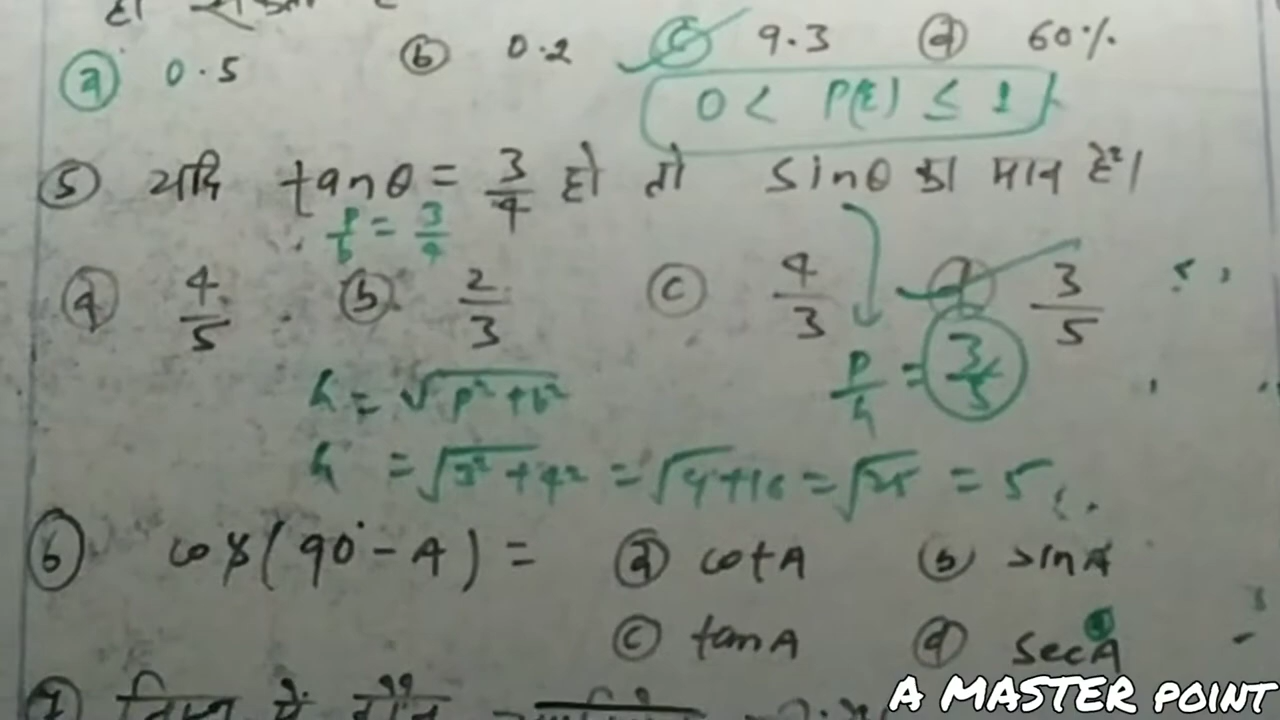 ⓐ 0.5 ⓑ 0.2 ⓒ 9.3 ⓓ 60%
0 < P(E) ≤ 1
⑤ यदि tanθ = 3/4 हो तो sinθ का मान है।
p/b = 3/4
ⓐ 4/5 ⓑ 2/3 ⓒ 4/3 ⓓ 3/5
p/h = 3/5
h = √p²+b²
h = √3²+4² = √9+16 = √25 = 5
⑥ cos(90°-A) = ⓐ cotA ⓑ sinA
ⓒ tanA ⓓ secA
⑦
A MASTER POINT